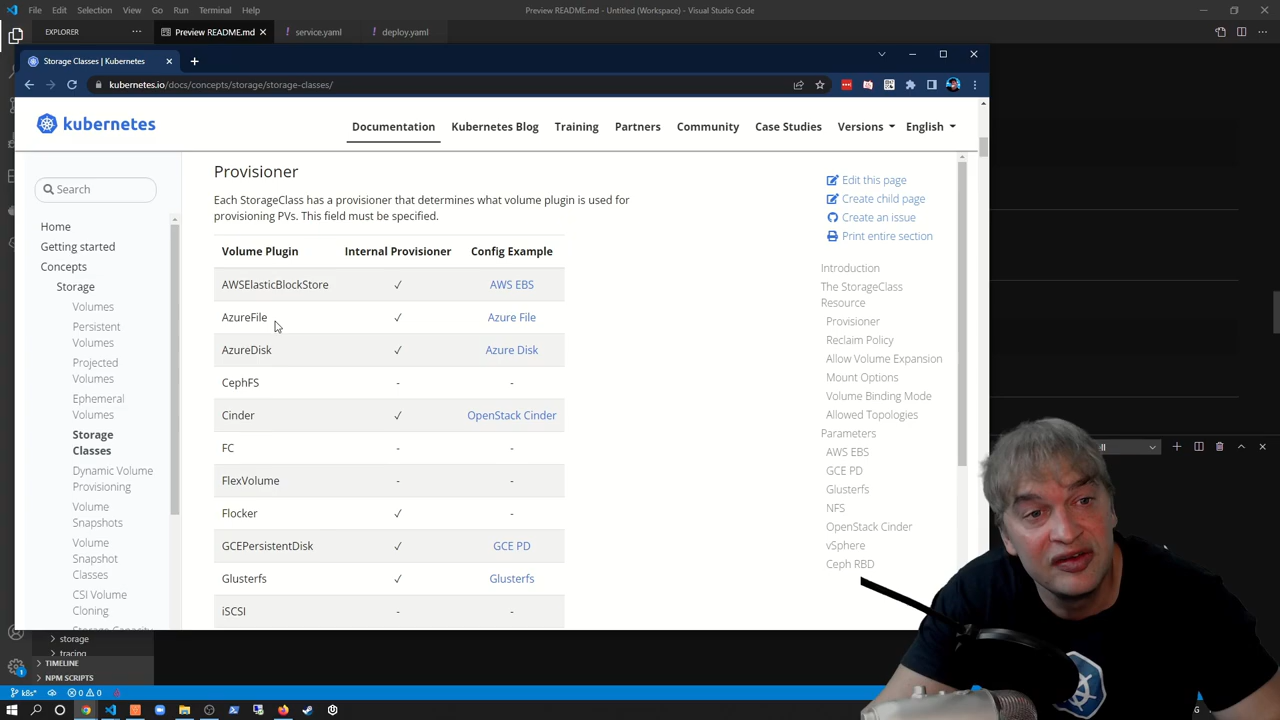 File Edit Selection View Go Run Terminal Help
Preview README.md - Untitled (Workspace) - Visual Studio Code
EXPLORER
Preview README.md
service.yaml
deploy.yaml
Storage Classes | Kubernetes
kubernetes.io/docs/concepts/storage/storage-classes/
kubernetes
Documentation Kubernetes Blog Training Partners Community Case Studies Versions English
Search
Home
Getting started
Concepts
Storage
Volumes
Persistent
Volumes
Projected
Volumes
Ephemeral
Volumes
Storage
Classes
Dynamic Volume
Provisioning
Volume
Snapshots
Volume
Snapshot
Classes
CSI Volume
Cloning
Storage Capacity
Provisioner
Each StorageClass has a provisioner that determines what volume plugin is used for
provisioning PVs. This field must be specified.
Volume Plugin Internal Provisioner Config Example
AWSElasticBlockStore ✓ AWS EBS
AzureFile ✓ Azure File
AzureDisk ✓ Azure Disk
CephFS - -
Cinder ✓ OpenStack Cinder
FC - -
FlexVolume - -
Flocker ✓ -
GCEPersistentDisk ✓ GCE PD
Glusterfs ✓ Glusterfs
iSCSI - -
Edit this page
Create child page
Create an issue
Print entire section
Introduction
The StorageClass
Resource
Provisioner
Reclaim Policy
Allow Volume Expansion
Mount Options
Volume Binding Mode
Allowed Topologies
Parameters
AWS EBS
GCE PD
Glusterfs
NFS
OpenStack Cinder
vSphere
Ceph RBD
storage
tracing
TIMELINE
NPM SCRIPTS
k8s* 0 0